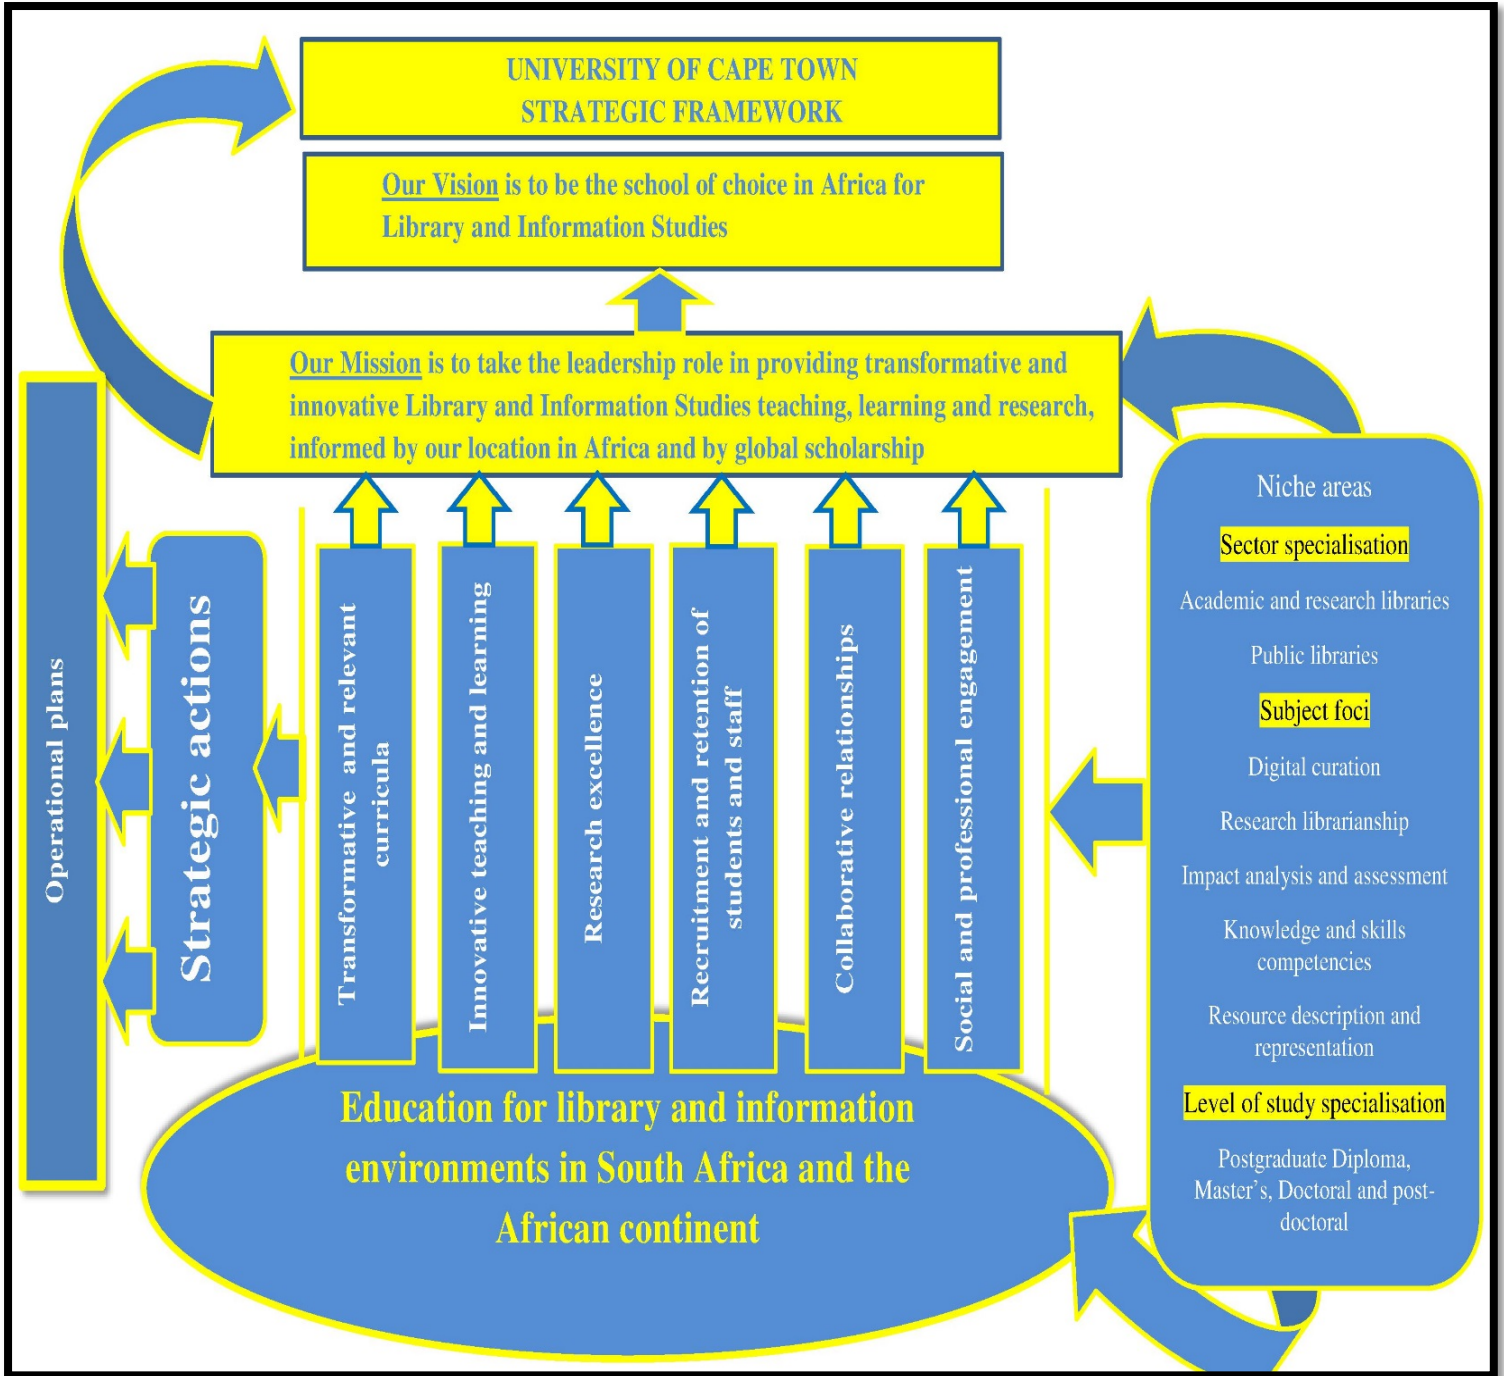 UNIVERSITY OF CAPE TOWN
STRATEGIC FRAMEWORK
Our Vision is to be the school of choice in Africa for
Library and Information Studies
Our Mission is to take the leadership role in providing transformative and
innovative Library and Information Studies teaching, learning and research,
informed by our location in Africa and by global scholarship
Operational plans
Strategic actions
Transformative and relevant
curricula
Innovative teaching and learning
Research excellence
Recruitment and retention of
students and staff
Collaborative relationships
Social and professional engagement
Education for library and information
environments in South Africa and the
African continent
Niche areas
Sector specialisation
Academic and research libraries
Public libraries
Subject foci
Digital curation
Research librarianship
Impact analysis and assessment
Knowledge and skills
competencies
Resource description and
representation
Level of study specialisation
Postgraduate Diploma,
Master’s, Doctoral and post-
doctoral